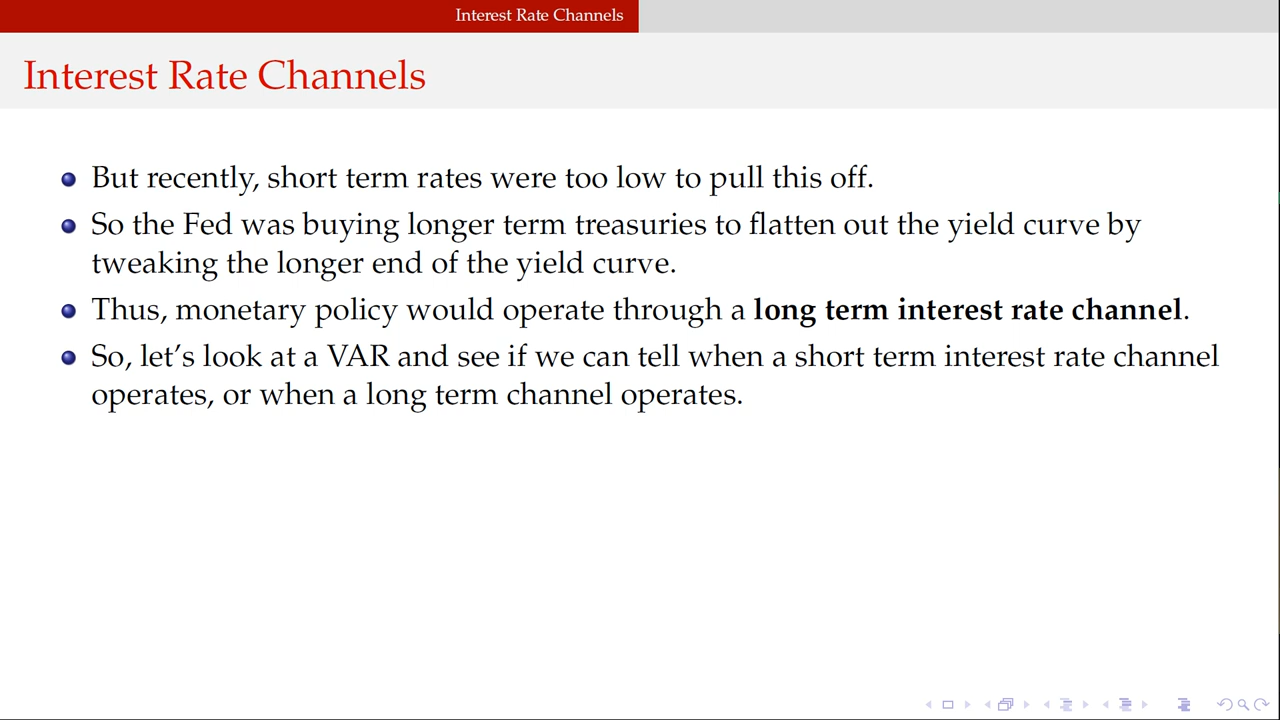 Interest Rate Channels
Interest Rate Channels
But recently, short term rates were too low to pull this off.
So the Fed was buying longer term treasuries to flatten out the yield curve by
tweaking the longer end of the yield curve.
Thus, monetary policy would operate through a long term interest rate channel.
So, let's look at a VAR and see if we can tell when a short term interest rate channel
operates, or when a long term channel operates.